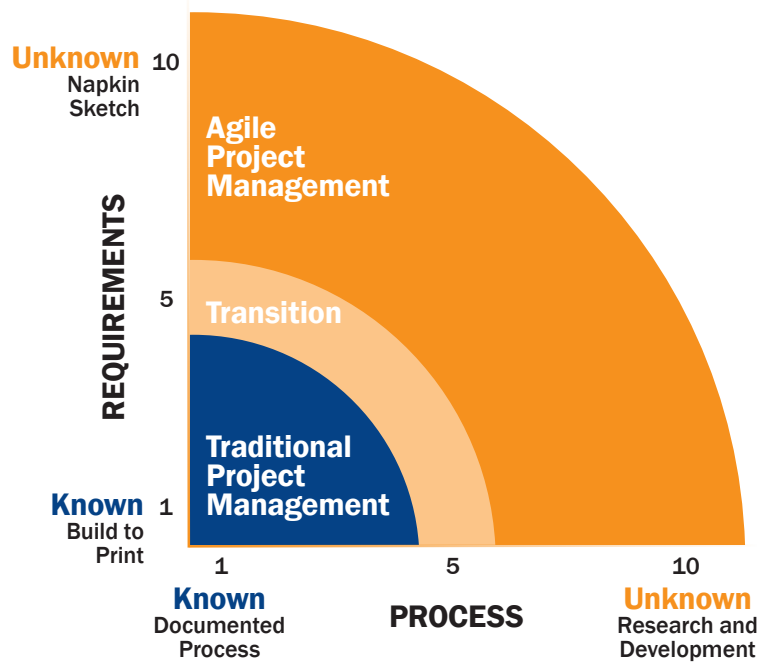 Unknown 10
Napkin
Sketch
Agile
Project
Management
REQUIREMENTS
5
Transition
Traditional
Project
Management
Known 1
Build to
Print
1 5 10
Known
Documented
Process
PROCESS
Unknown
Research and
Development